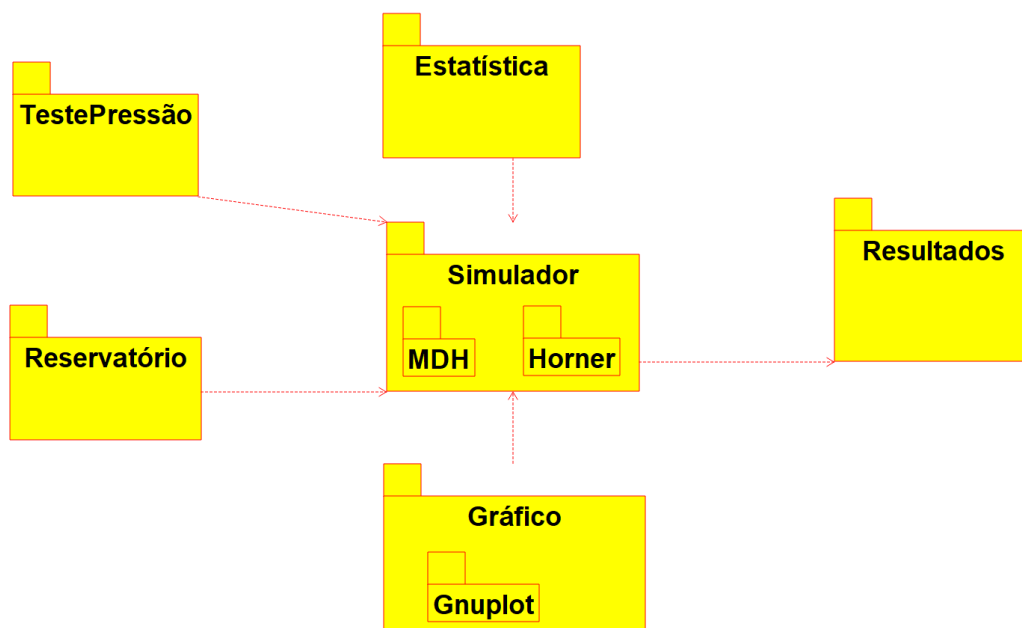 Estatística
TestePressão
Simulador
Resultados
Reservatório
MDH
Horner
Gráfico
Gnuplot